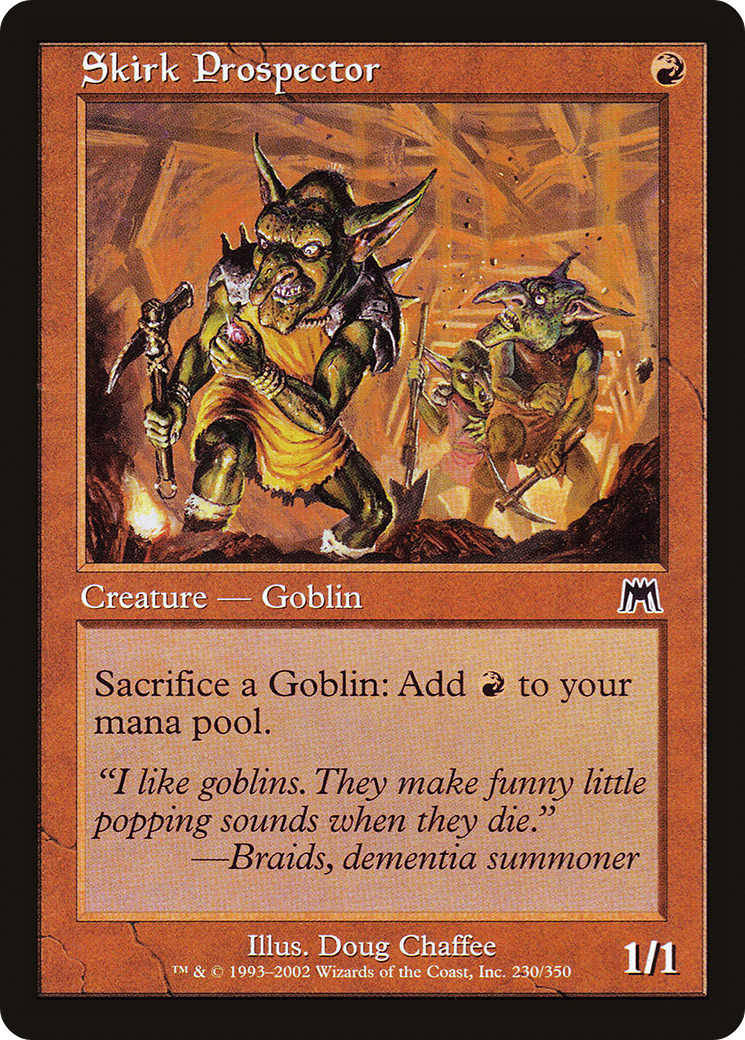 Skirk Prospector
Creature — Goblin
Sacrifice a Goblin: Add to your
mana pool.
“I like goblins. They make funny little
popping sounds when they die.”
—Braids, dementia summoner
Illus. Doug Chaffee
™ & © 1993–2002 Wizards of the Coast, Inc. 230/350
1/1